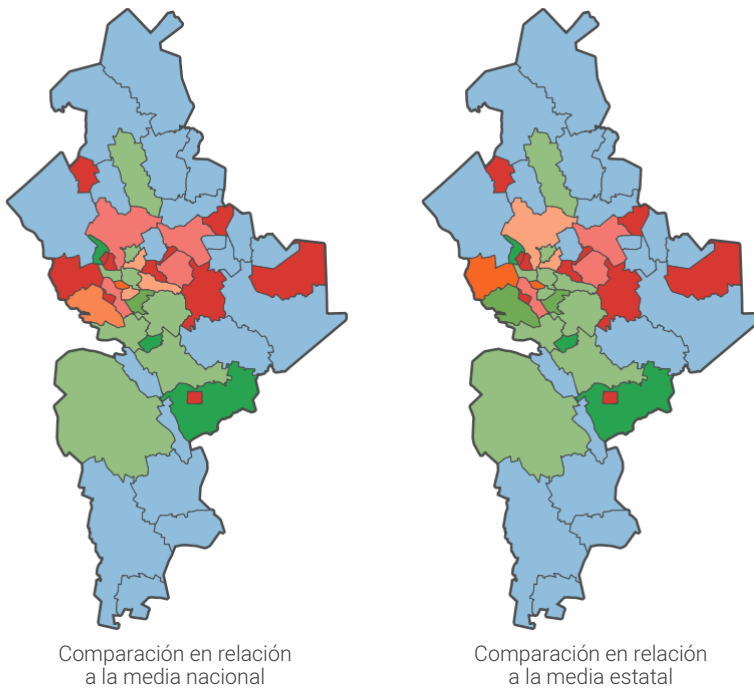 Comparación en relación
a la media nacional
Comparación en relación
a la media estatal